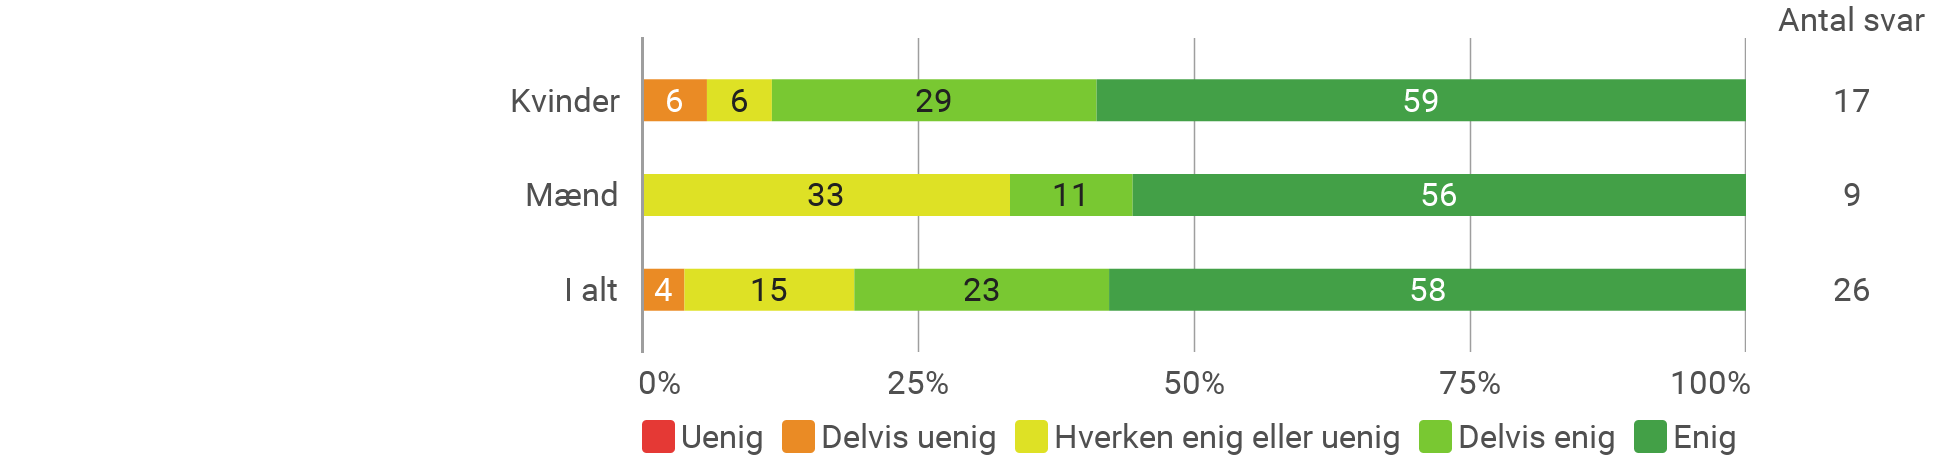 Antal svar
Kvinder 6 6 29 59 17
Mænd 33 11 56 9
I alt 4 15 23 58 26
0% 25% 50% 75% 100%
Uenig Delvis uenig Hverken enig eller uenig Delvis enig Enig